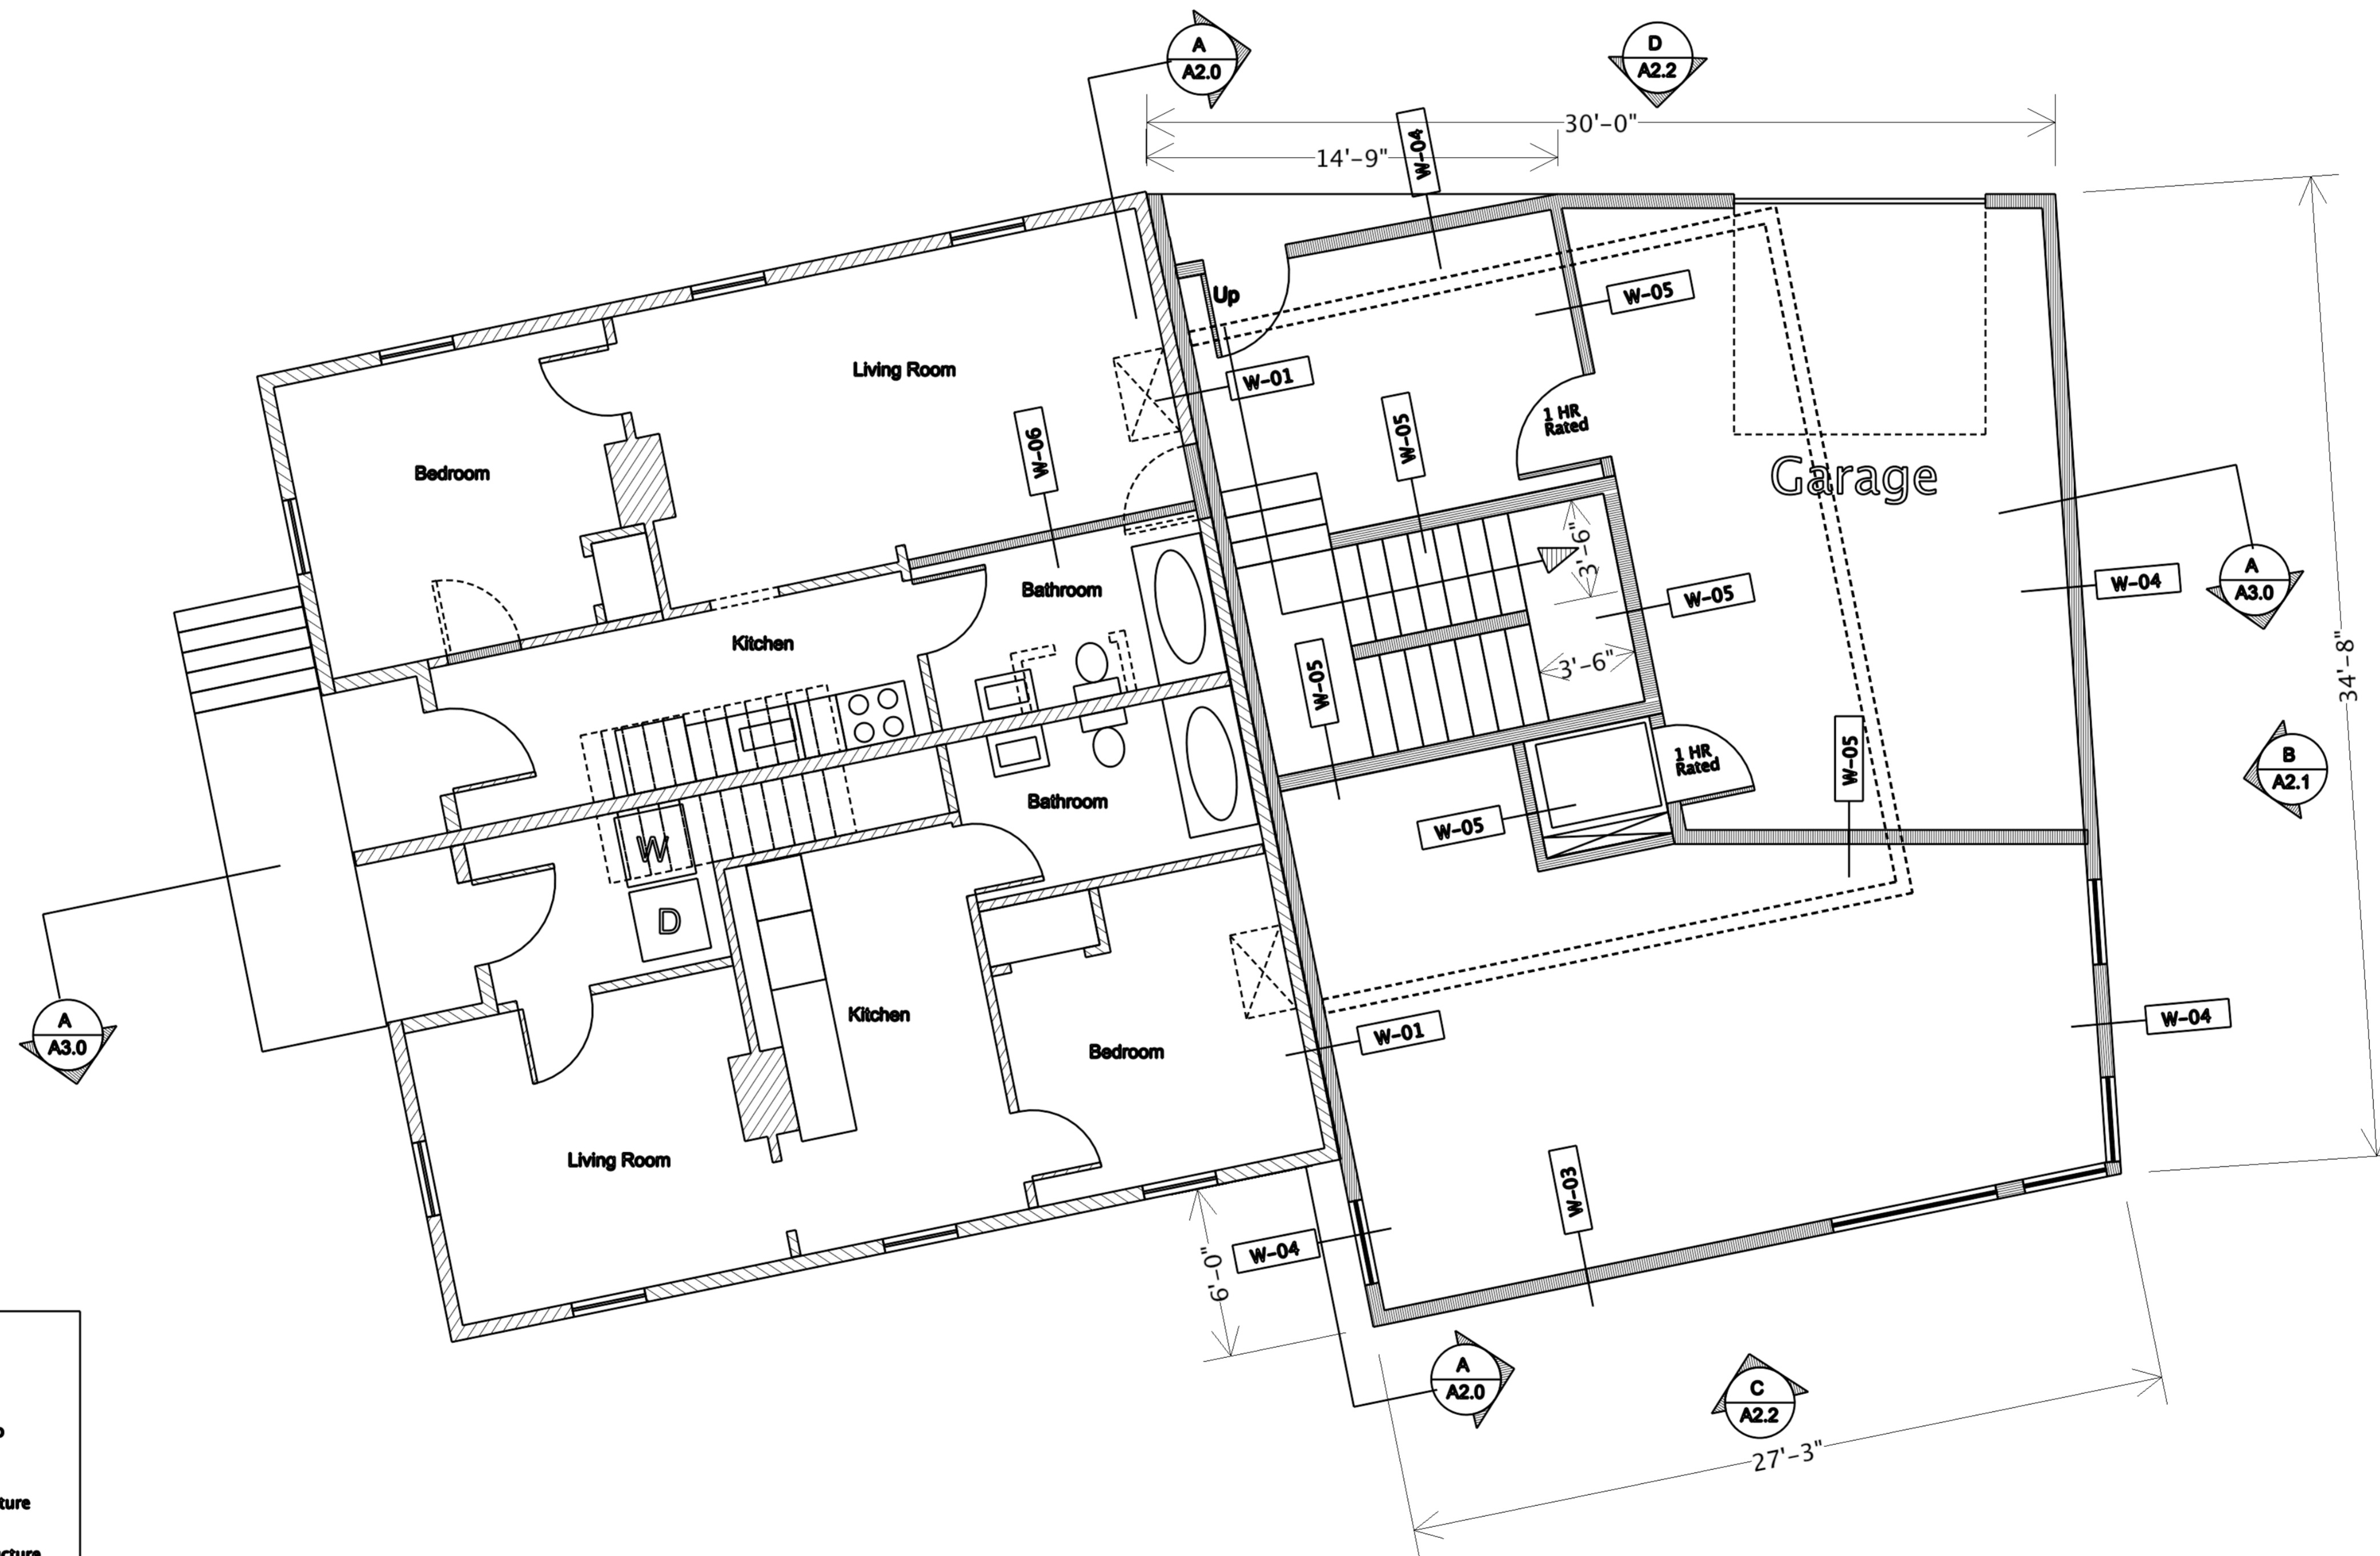 A
A2.0
D
A2.2
30'-0"
14'-9"
W-04
Up
W-05
Living Room
W-01
1 HR
Rated
W-05
W-06
Bedroom
Garage
3'-6"
A
A3.0
W-04
Bathroom
W-05
Kitchen
34'-8"
3'-6"
W-05
W-05
1 HR
Rated
B
A2.1
Bathroom
W-05
W
D
Kitchen
W-04
A
A3.0
W-01
Bedroom
Living Room
W-03
W-04
6'-0"
A
A2.0
C
A2.2
27'-3"